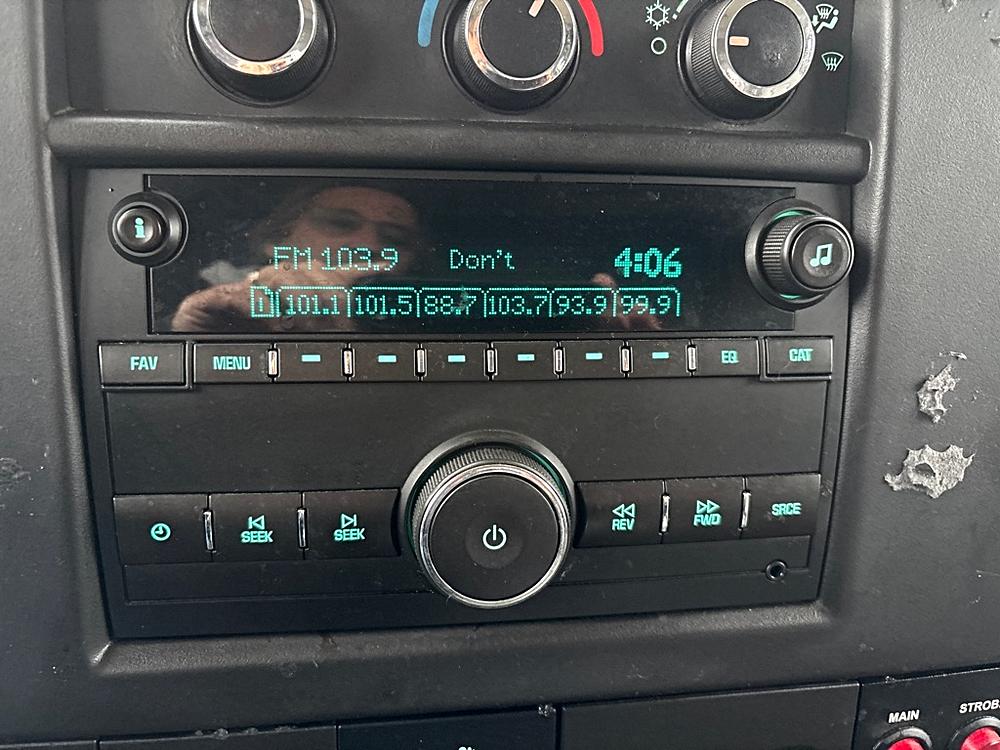 FM 103.9 Don't 4:06
1 101.1 101.5 88.7 103.7 93.9 99.9
FAV MENU EQ CAT
SEEK SEEK REV FWD SRCE
MAIN